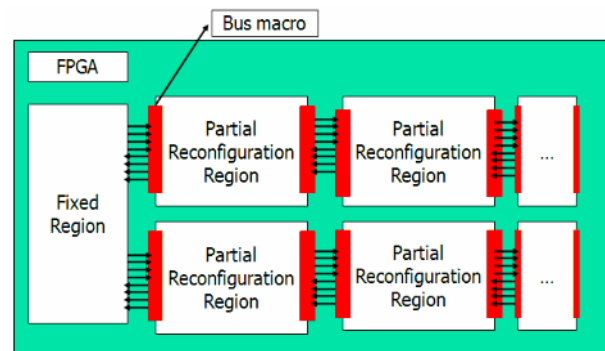 Bus macro
FPGA
Fixed
Region
Partial
Reconfiguration
Region
Partial
Reconfiguration
Region
...
Partial
Reconfiguration
Region
Partial
Reconfiguration
Region
...